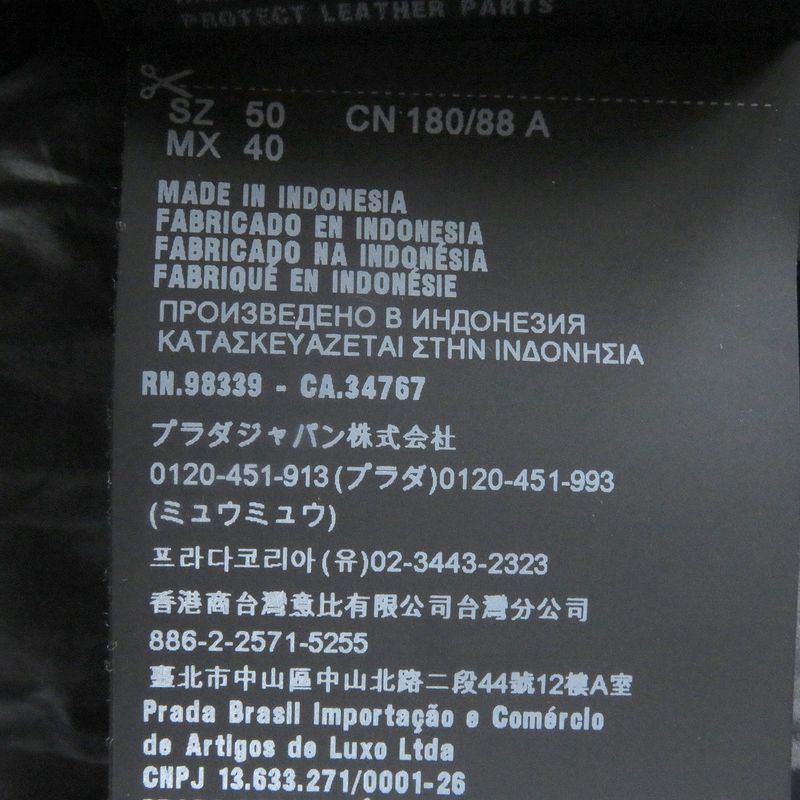 PROTECT LEATHER PARTS
SZ 50 CN 180/88 A
MX 40
MADE IN INDONESIA
FABRICADO EN INDONESIA
FABRICADO NA INDONÉSIA
FABRIQUÉ EN INDONÉSIE
ПРОИЗВЕДЕНО В ИНДОНЕЗИЯ
ΚΑΤΑΣΚΕΥΑΖΕΤΑΙ ΣΤΗΝ ΙΝΔΟΝΗΣΙΑ
RN.98339 - CA.34767
プラダジャパン株式会社
0120-451-913(プラダ)0120-451-993
(ミュウミュウ)
프라다코리아(유)02-3443-2323
香港商台灣意比有限公司台灣分公司
886-2-2571-5255
臺北市中山區中山北路二段44號12樓A室
Prada Brasil Importação e Comércio
de Artigos de Luxo Ltda
CNPJ 13.633.271/0001-26